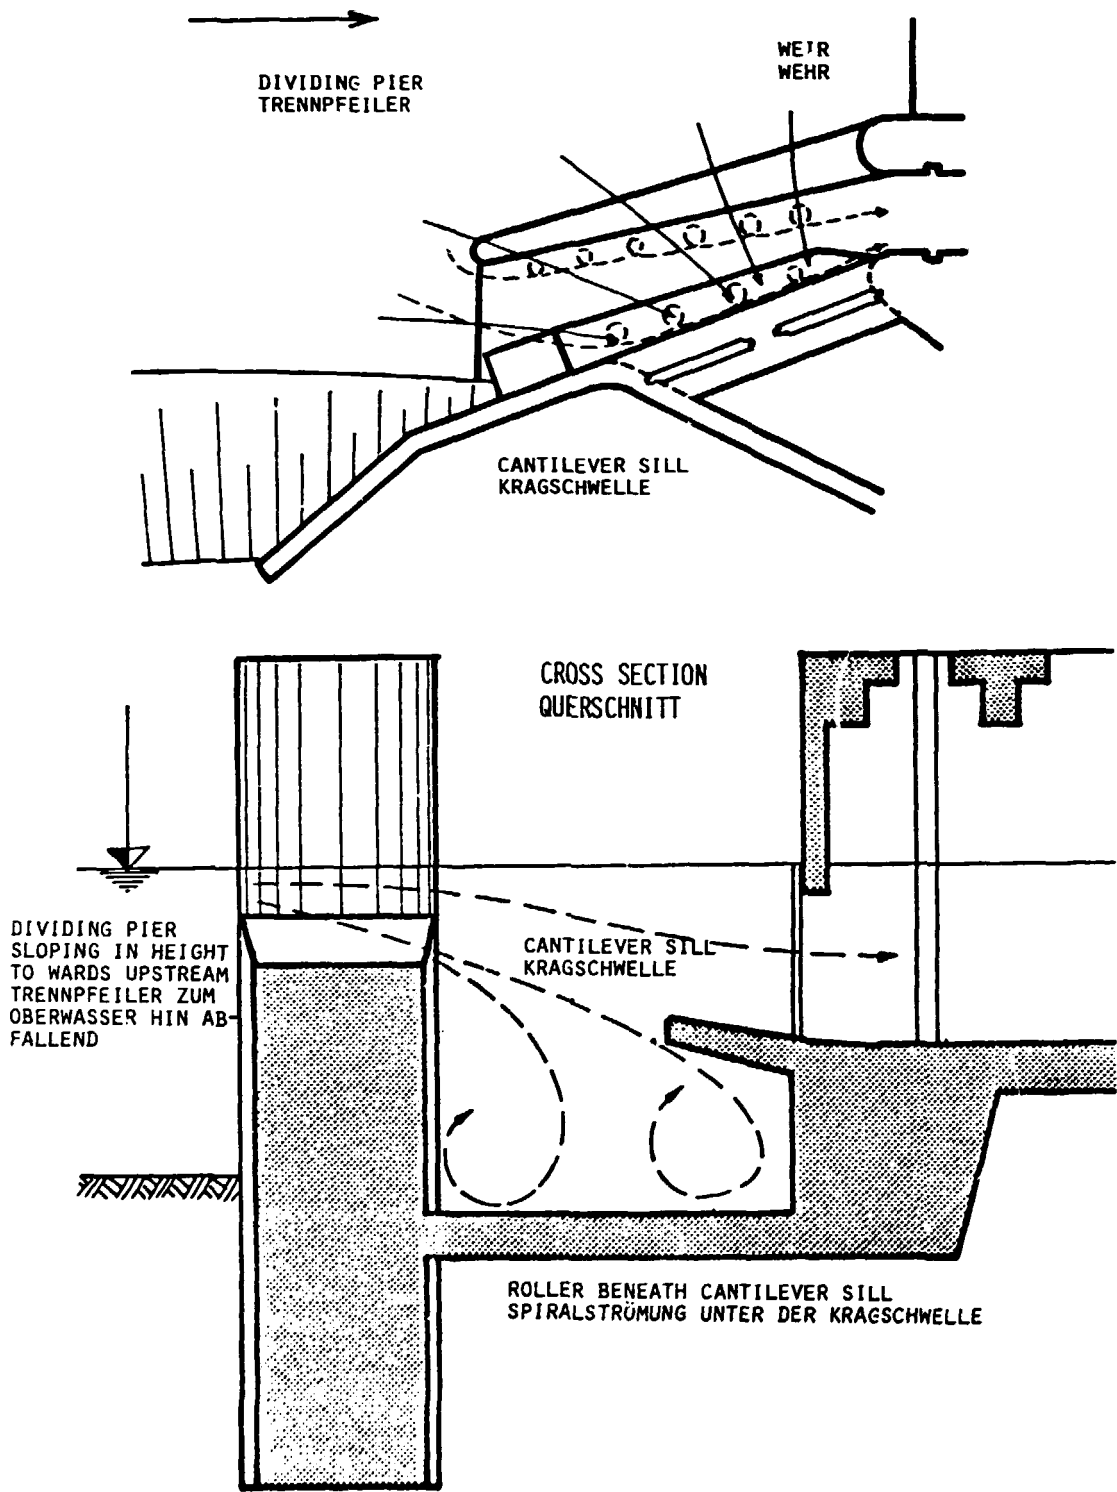 WEIR
WEHR
DIVIDING PIER
TRENNPFEILER
CANTILEVER SILL
KRAGSCHWELLE
CROSS SECTION
QUERSCHNITT
DIVIDING PIER
SLOPING IN HEIGHT
TO WARDS UPSTREAM
TRENNPFEILER ZUM
OBERWASSER HIN AB-
FALLEND
CANTILEVER SILL
KRAGSCHWELLE
ROLLER BENEATH CANTILEVER SILL
SPIRALSTRÖMUNG UNTER DER KRAGSCHWELLE